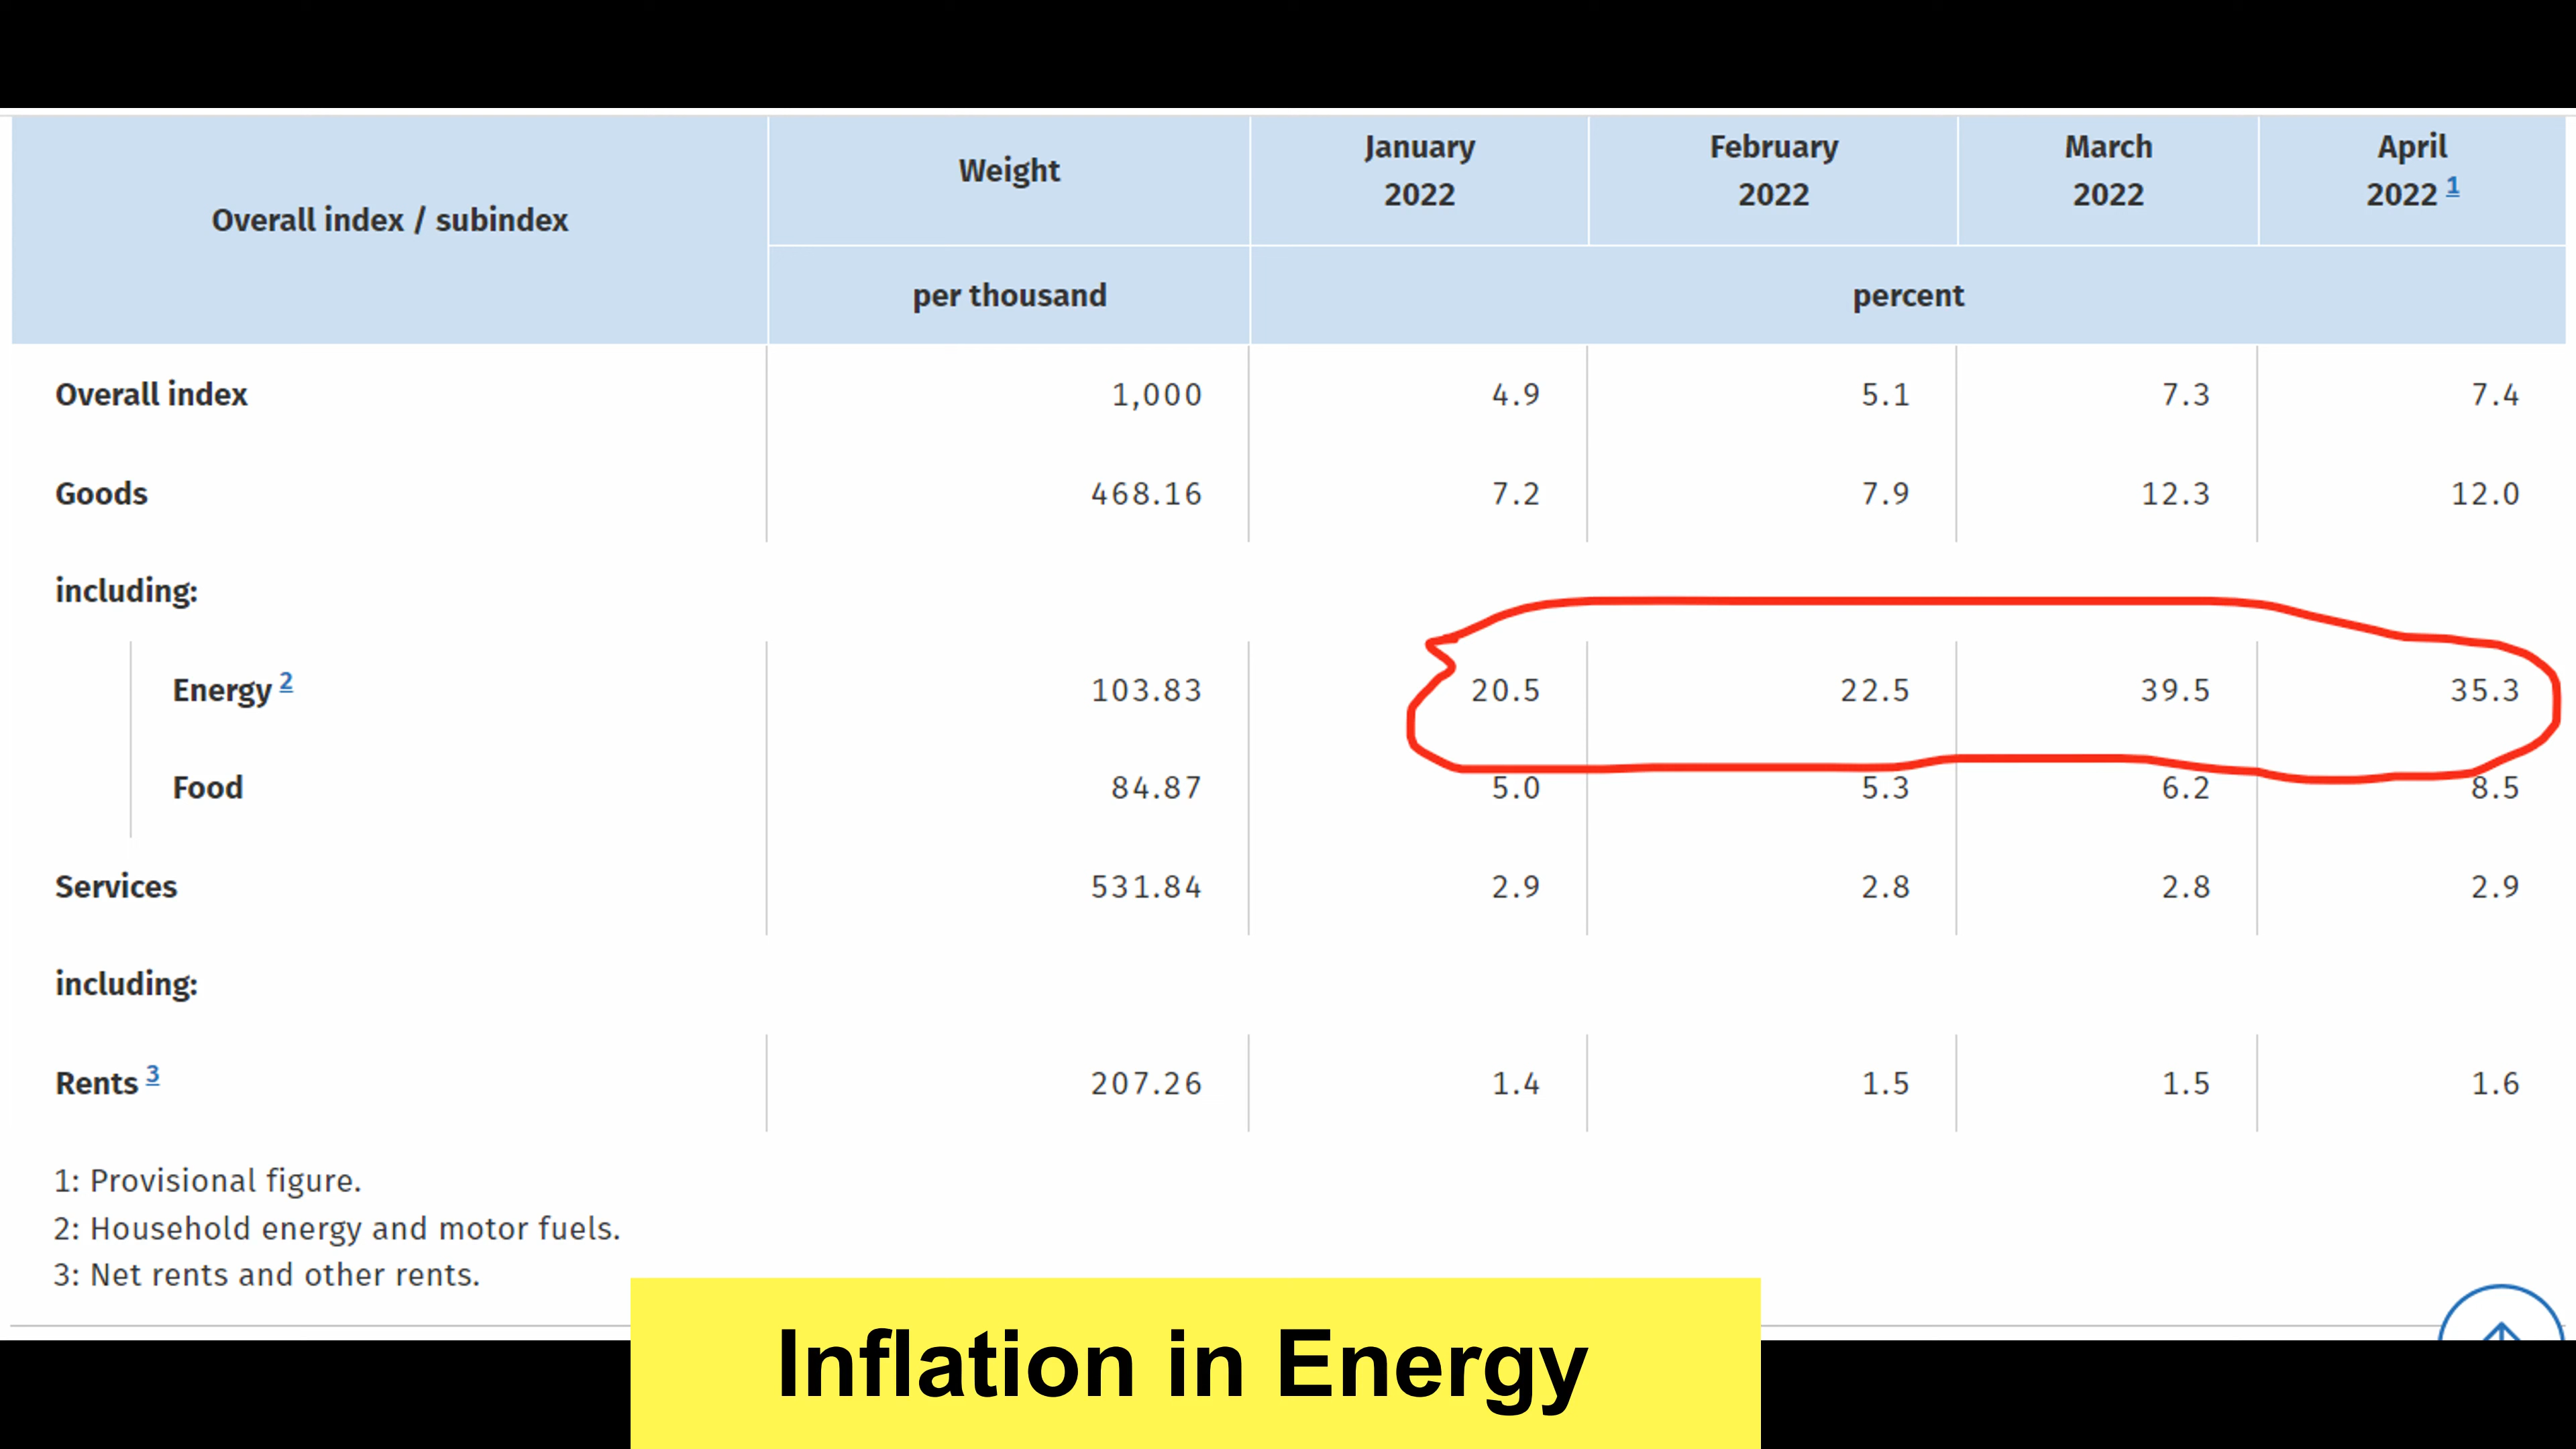 Overall index / subindex Weight January 2022 February 2022 March 2022 April 2022 1
per thousand percent
Overall index 1,000 4.9 5.1 7.3 7.4
Goods 468.16 7.2 7.9 12.3 12.0
including:
Energy 2 103.83 20.5 22.5 39.5 35.3
Food 84.87 5.0 5.3 6.2 8.5
Services 531.84 2.9 2.8 2.8 2.9
including:
Rents 3 207.26 1.4 1.5 1.5 1.6
1: Provisional figure.
2: Household energy and motor fuels.
3: Net rents and other rents.
Inflation in Energy